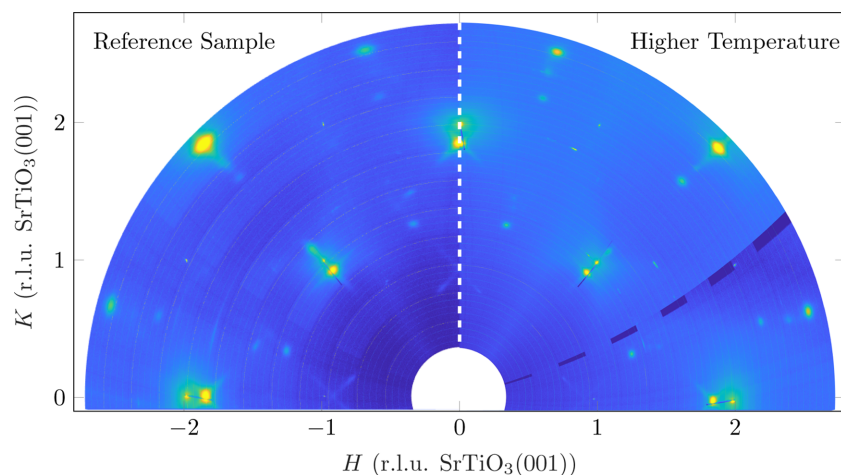 Reference Sample
Higher Temperature
K (r.l.u. SrTiO₃(001))
2
1
0
−2
−1
0
1
2
H (r.l.u. SrTiO₃(001))